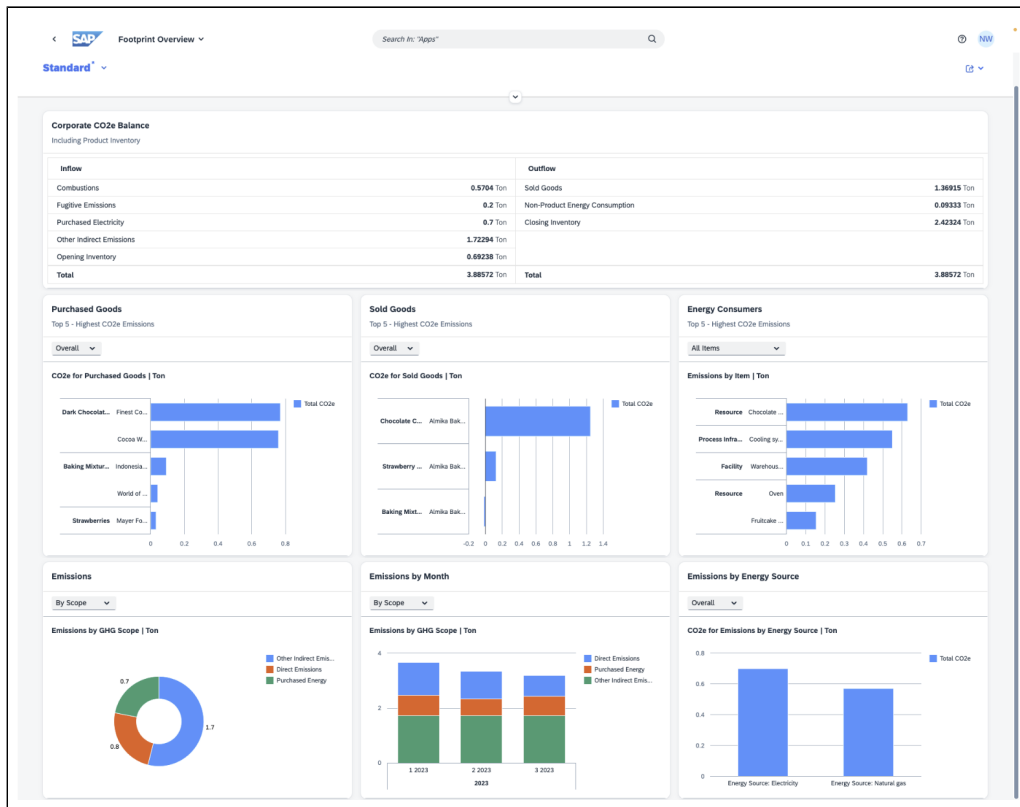 SAP Footprint Overview Search In: "Apps" NW
Standard*
Corporate CO2e Balance
Including Product Inventory
Inflow Outflow
Combustions 0.5704 Ton Sold Goods 1.36915 Ton
Fugitive Emissions 0.2 Ton Non-Product Energy Consumption 0.09333 Ton
Purchased Electricity 0.7 Ton Closing Inventory 2.42324 Ton
Other Indirect Emissions 1.72294 Ton
Opening Inventory 0.69238 Ton
Total 3.88572 Ton Total 3.88572 Ton
Purchased Goods
Top 5 - Highest CO2e Emissions
Overall
CO2e for Purchased Goods | Ton
Total CO2e
Dark Chocolat... Finest Co...
Cocoa W...
Baking Mixtur... Indonesia...
World of ...
Strawberries Mayer Fo...
0 0.2 0.4 0.6 0.8
Sold Goods
Top 5 - Highest CO2e Emissions
Overall
CO2e for Sold Goods | Ton
Total CO2e
Chocolate C... Almika Bak...
Strawberry ... Almika Bak...
Baking Mixt... Almika Bak...
-0.2 0 0.2 0.4 0.6 0.8 1 1.2 1.4
Energy Consumers
Top 5 - Highest CO2e Emissions
All Items
Emissions by Item | Ton
Total CO2e
Resource Chocolate ...
Process Infra... Cooling sy...
Facility Warehous...
Resource Oven
Fruitcake ...
0 0.1 0.2 0.3 0.4 0.5 0.6 0.7
Emissions
By Scope
Emissions by GHG Scope | Ton
Other Indirect Emis...
Direct Emissions
Purchased Energy
0.7
1.7
0.8
Emissions by Month
By Scope
Emissions by GHG Scope | Ton
4
Direct Emissions
Purchased Energy
Other Indirect Emis...
2
0
1 2023 2 2023 3 2023
2023
Emissions by Energy Source
Overall
CO2e for Emissions by Energy Source | Ton
0.8
Total CO2e
0.6
0.4
0.2
0
Energy Source: Electricity Energy Source: Natural gas